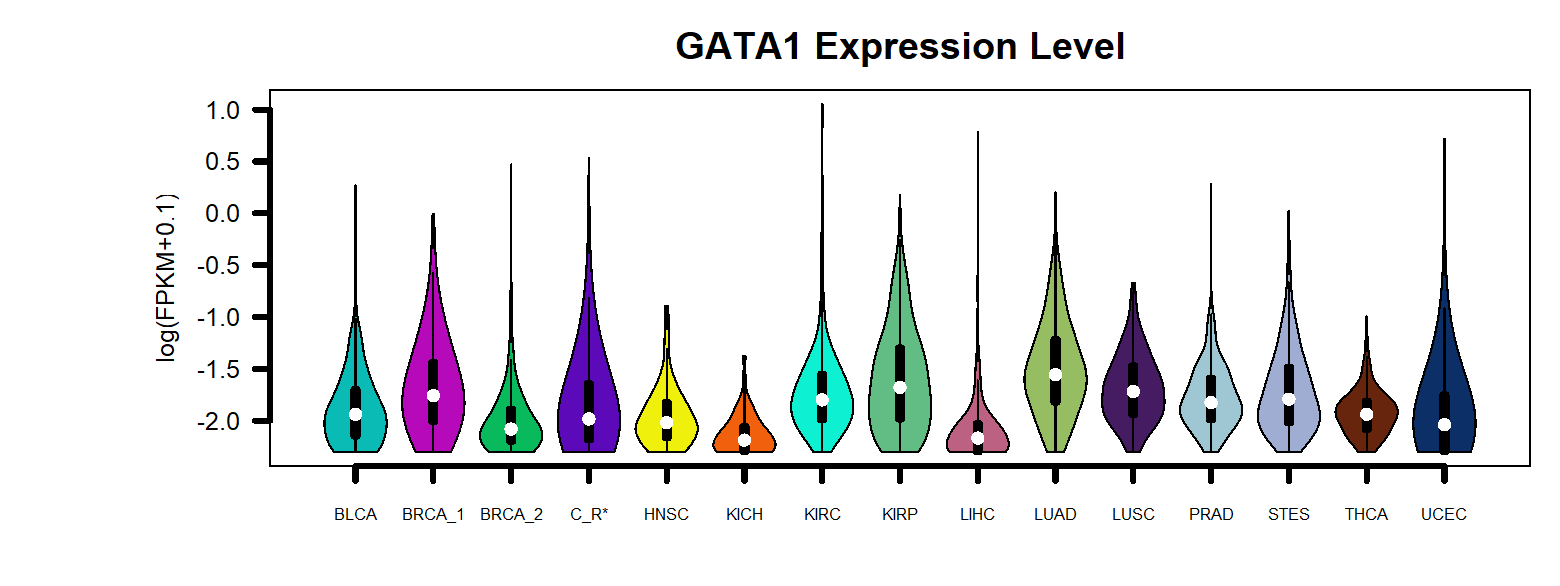 GATA1 Expression Level
log(FPKM+0.1)
1.0
0.5
0.0
-0.5
-1.0
-1.5
-2.0
BLCA BRCA_1 BRCA_2 C_R* HNSC KICH KIRC KIRP LIHC LUAD LUSC PRAD STES THCA UCEC